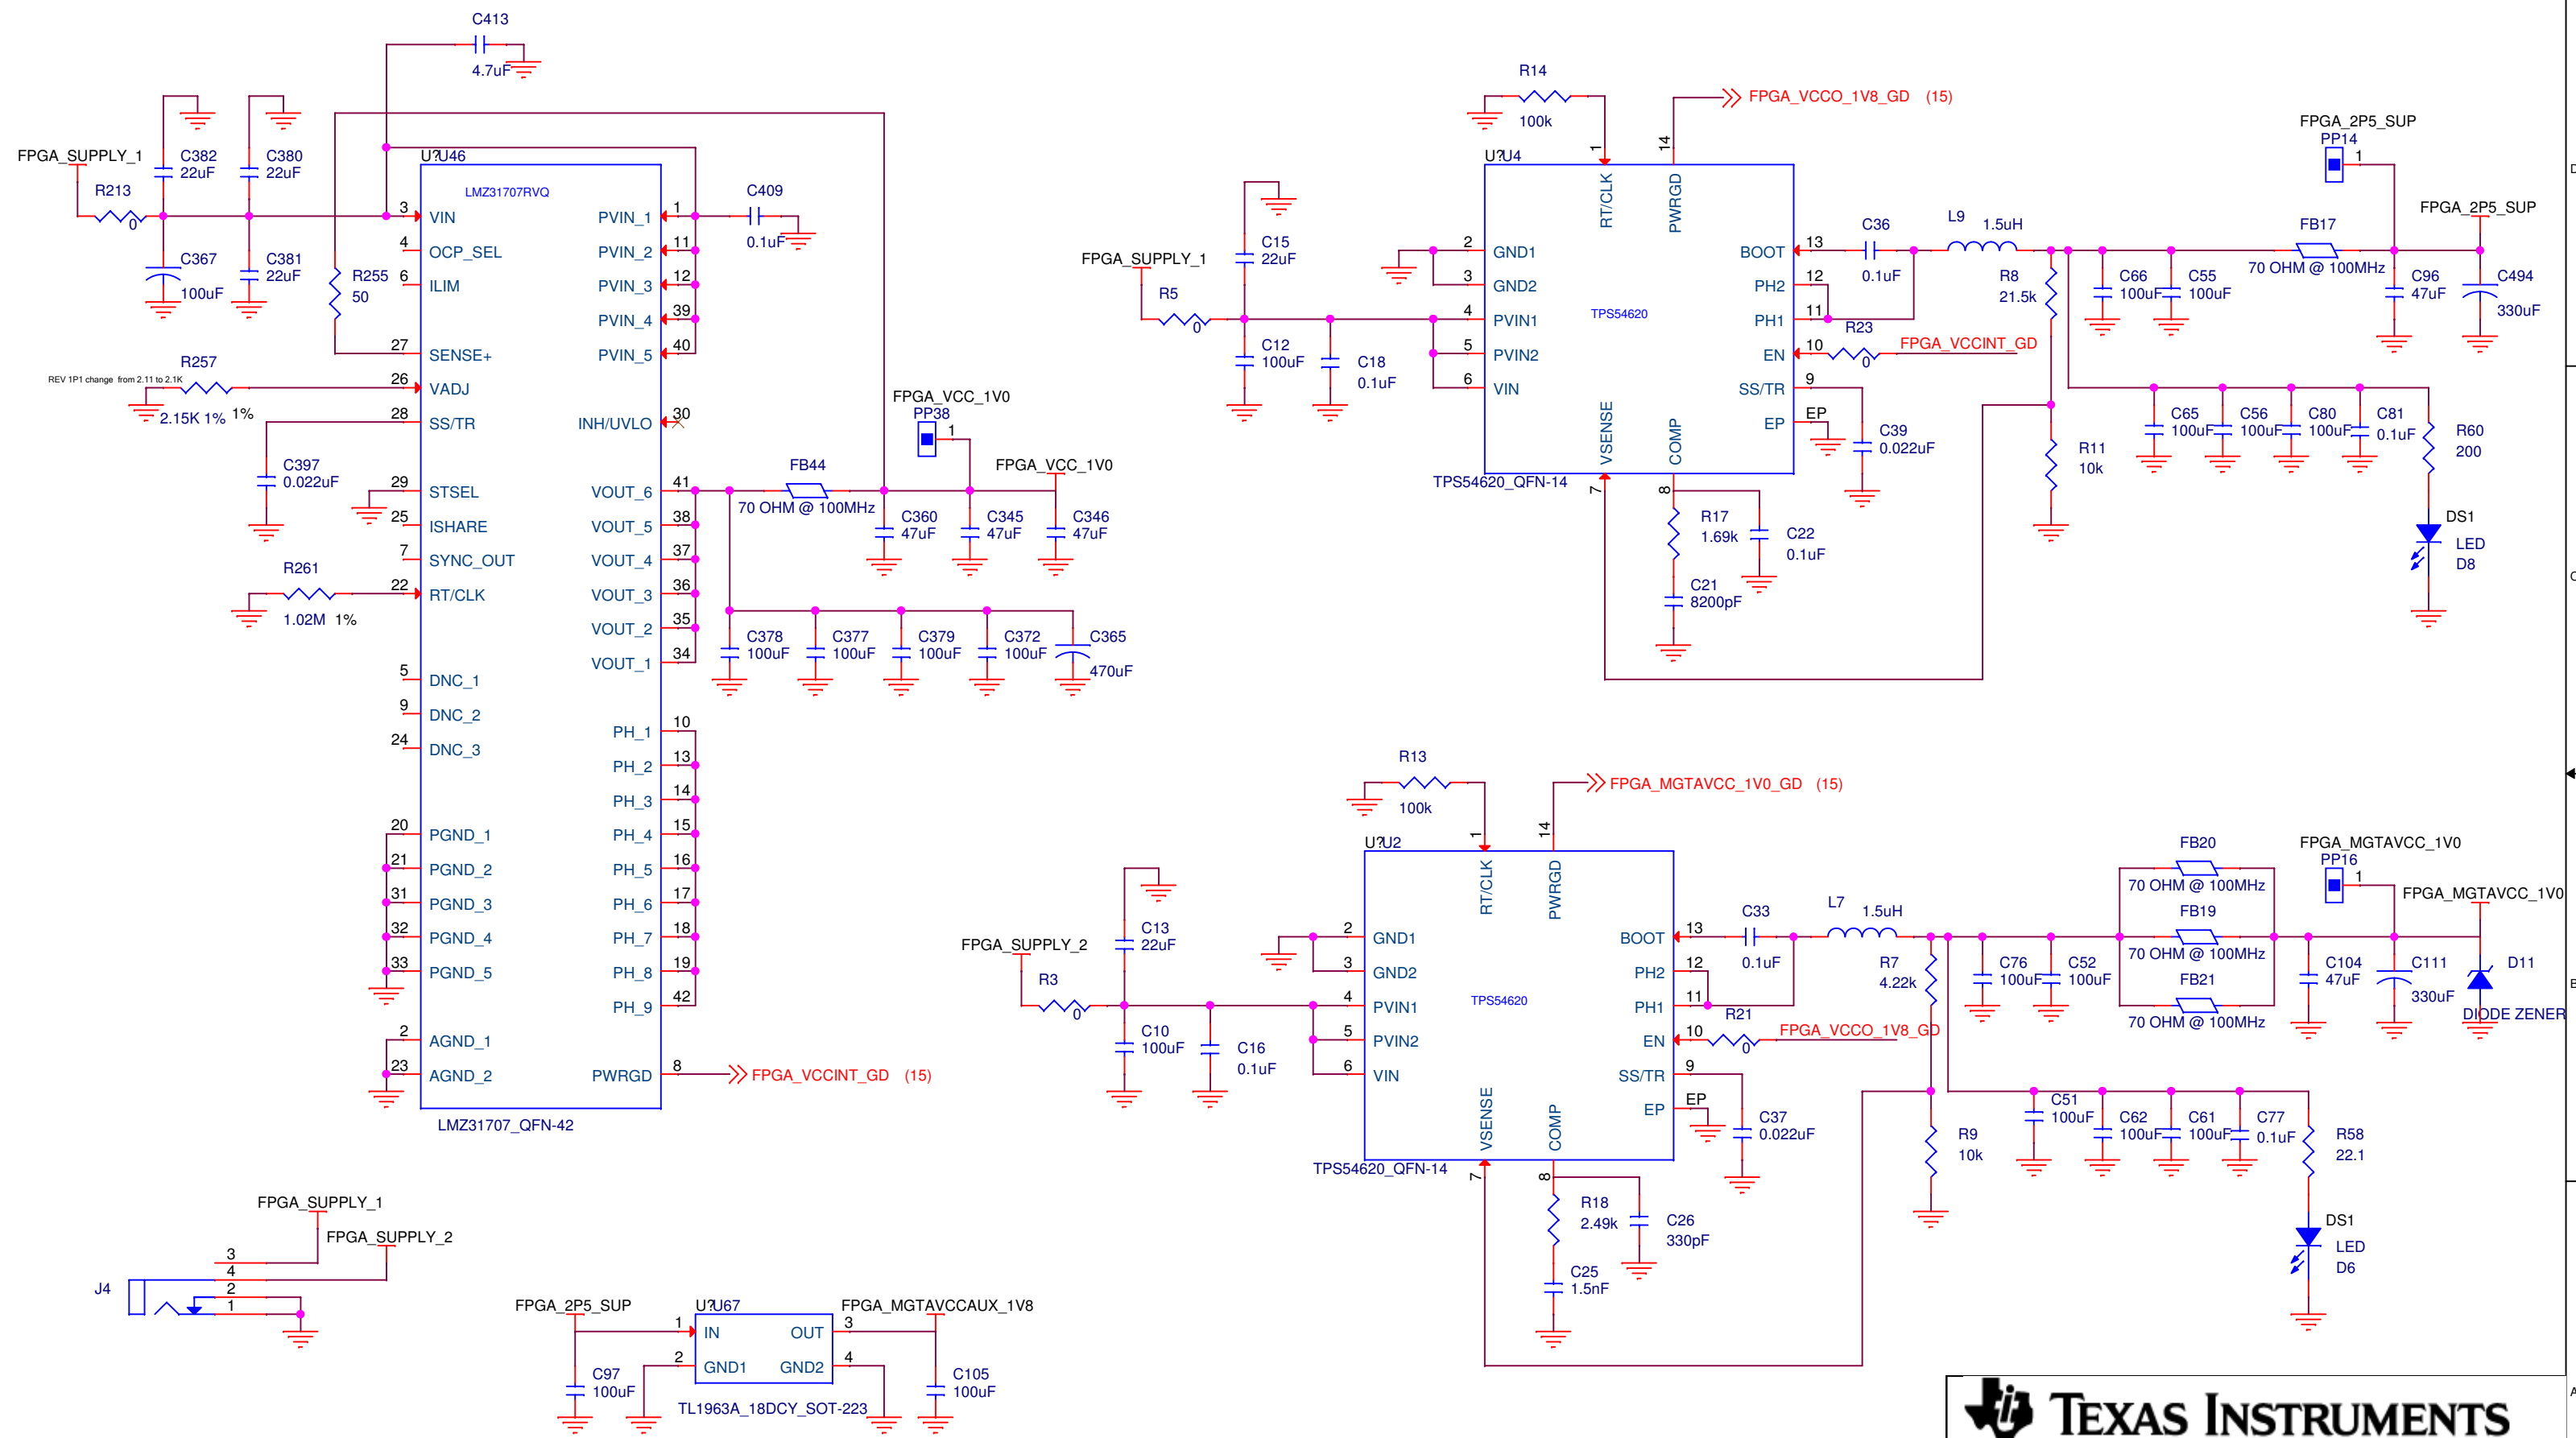 C413
4.7uF
FPGA_SUPPLY_1
R213
0
C382
22uF
C380
22uF
C367
100uF
C381
22uF
R255
50
R257
REV 1P1 change from 2.11 to 2.1K
2.15K 1% 1%
C397
0.022uF
R261
1.02M 1%
U?U46
LMZ31707RVQ
3 VIN
4 OCP_SEL
6 ILIM
27 SENSE+
26 VADJ
28 SS/TR
29 STSEL
25 ISHARE
7 SYNC_OUT
22 RT/CLK
5 DNC_1
9 DNC_2
24 DNC_3
20 PGND_1
21 PGND_2
31 PGND_3
32 PGND_4
33 PGND_5
2 AGND_1
23 AGND_2
PVIN_1 1
PVIN_2 11
PVIN_3 12
PVIN_4 39
PVIN_5 40
INH/UVLO 30
VOUT_6 41
VOUT_5 38
VOUT_4 37
VOUT_3 36
VOUT_2 35
VOUT_1 34
PH_1 10
PH_2 13
PH_3 14
PH_4 15
PH_5 16
PH_6 17
PH_7 18
PH_8 19
PH_9 42
PWRGD 8
FPGA_VCCINT_GD (15)
LMZ31707_QFN-42
C409
0.1uF
FPGA_VCC_1V0
PP38
1
FPGA_VCC_1V0
FB44
70 OHM @ 100MHz
C360
47uF
C345
47uF
C346
47uF
C378
100uF
C377
100uF
C379
100uF
C372
100uF
C365
470uF
R14
100k
FPGA_VCCO_1V8_GD (15)
FPGA_SUPPLY_1
R5
0
C15
22uF
C12
100uF
C18
0.1uF
U?U4
TPS54620
1 RT/CLK
14 PWRGD
2 GND1
3 GND2
4 PVIN1
5 PVIN2
6 VIN
BOOT 13
PH2 12
PH1 11
EN 10
SS/TR 9
EP EP
VSENSE 7
COMP 8
TPS54620_QFN-14
C36
0.1uF
L9
1.5uH
R23
0
FPGA_VCCINT_GD
C39
0.022uF
R17
1.69k
C22
0.1uF
C21
8200pF
R8
21.5k
R11
10k
C66
100uF
C55
100uF
FB17
70 OHM @ 100MHz
FPGA_2P5_SUP
PP14
1
FPGA_2P5_SUP
C96
47uF
C494
330uF
C65
100uF
C56
100uF
C80
100uF
C81
0.1uF
R60
200
DS1
LED
D8
R13
100k
FPGA_MGTAVCC_1V0_GD (15)
FPGA_SUPPLY_2
R3
0
C13
22uF
C10
100uF
C16
0.1uF
U?U2
TPS54620
1 RT/CLK
14 PWRGD
2 GND1
3 GND2
4 PVIN1
5 PVIN2
6 VIN
BOOT 13
PH2 12
PH1 11
EN 10
SS/TR 9
EP EP
VSENSE 7
COMP 8
TPS54620_QFN-14
C33
0.1uF
L7
1.5uH
R21
0
FPGA_VCCO_1V8_GD
C37
0.022uF
R18
2.49k
C26
330pF
C25
1.5nF
R7
4.22k
R9
10k
C76
100uF
C52
100uF
FB20
70 OHM @ 100MHz
FB19
70 OHM @ 100MHz
FB21
70 OHM @ 100MHz
FPGA_MGTAVCC_1V0
PP16
1
FPGA_MGTAVCC_1V0
C104
47uF
C111
330uF
D11
DIODE ZENER
C51
100uF
C62
100uF
C61
100uF
C77
0.1uF
R58
22.1
DS1
LED
D6
FPGA_SUPPLY_1
FPGA_SUPPLY_2
J4
3
4
2
1
FPGA_2P5_SUP
U?U67
FPGA_MGTAVCCAUX_1V8
1 IN
OUT 3
2 GND1
GND2 4
C97
100uF
C105
100uF
TL1963A_18DCY_SOT-223
C
TEXAS INSTRUMENTS